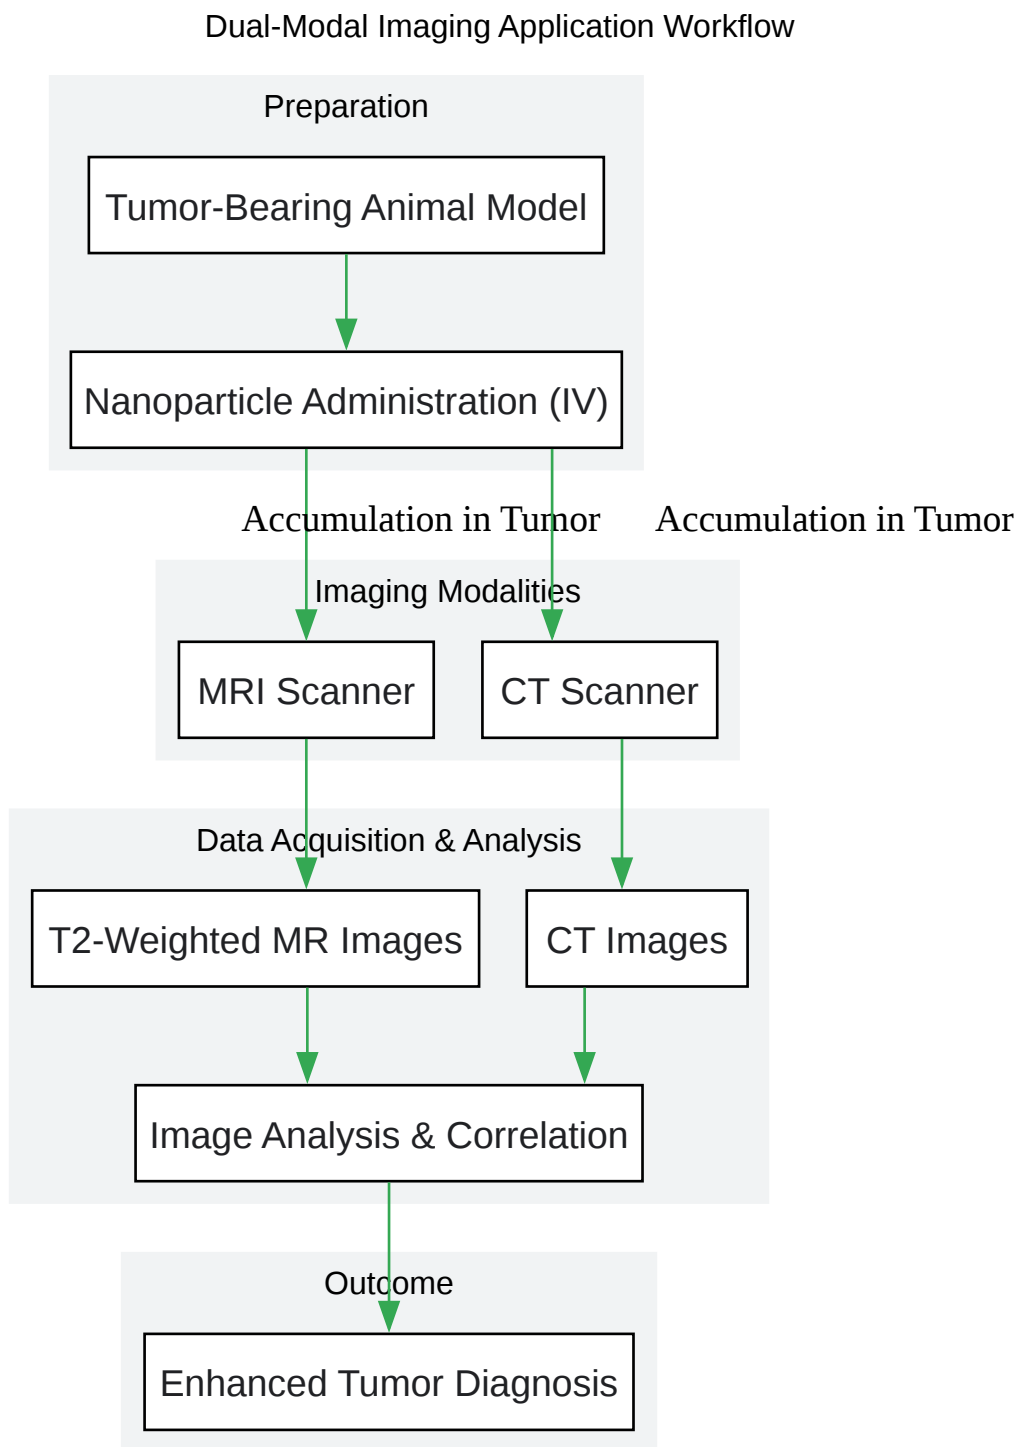 Dual-Modal Imaging Application Workflow
Preparation
Tumor-Bearing Animal Model
Nanoparticle Administration (IV)
Accumulation in Tumor
Accumulation in Tumor
Imaging Modalities
MRI Scanner
CT Scanner
Data Acquisition & Analysis
T2-Weighted MR Images
CT Images
Image Analysis & Correlation
Outcome
Enhanced Tumor Diagnosis